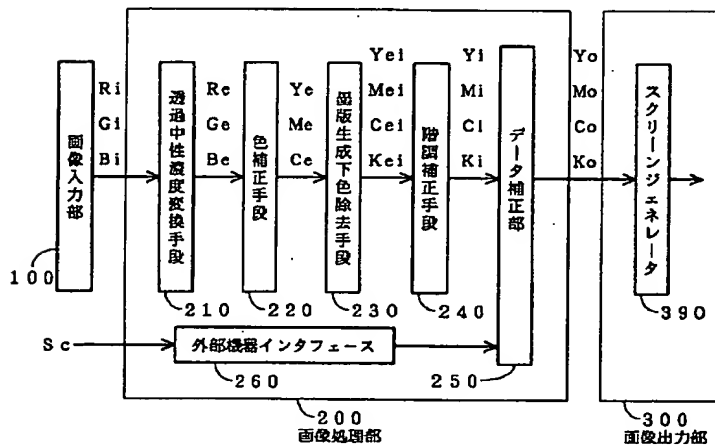 画像入力部
100
Ri
Gi
Bi
透過中性濃度変換手段
210
Re
Ge
Be
色補正手段
220
Ye
Me
Ce
墨版生成下色除去手段
230
Yei
Mei
Cei
Kei
階調補正手段
240
Yi
Mi
Ci
Ki
データ補正部
250
Yo
Mo
Co
Ko
スクリーンジェネレータ
390
Sc
外部機器インタフェース
260
200
画像処理部
300
画像出力部